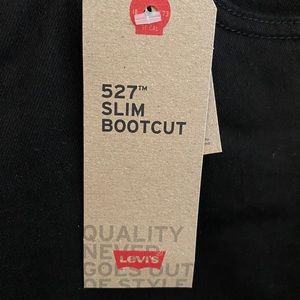 527™
SLIM
BOOTCUT
QUALITY
NEVER
Levi's
GOES OUT
OF STYLE